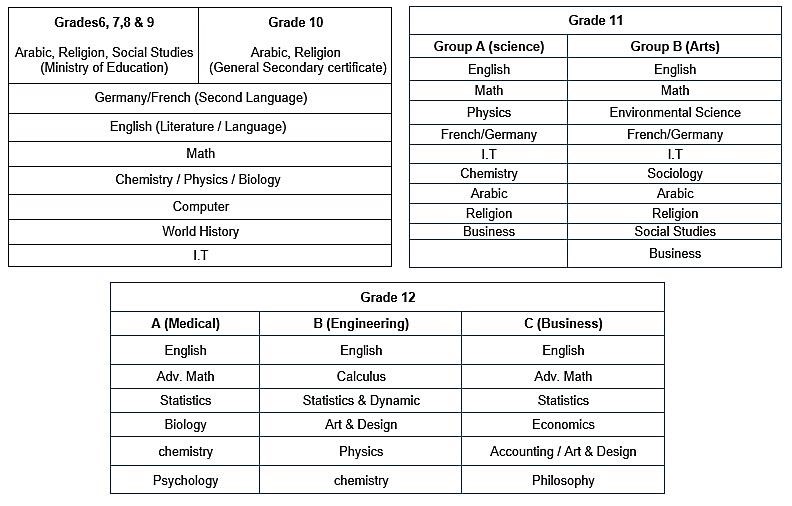 Grades6, 7,8 & 9 Grade 10
Arabic, Religion, Social Studies Arabic, Religion
(Ministry of Education) (General Secondary certificate)
Germany/French (Second Language)
English (Literature / Language)
Math
Chemistry / Physics / Biology
Computer
World History
I.T
Grade 11
Group A (science) Group B (Arts)
English English
Math Math
Physics Environmental Science
French/Germany French/Germany
I.T I.T
Chemistry Sociology
Arabic Arabic
Religion Religion
Business Social Studies
Business
Grade 12
A (Medical) B (Engineering) C (Business)
English English English
Adv. Math Calculus Adv. Math
Statistics Statistics & Dynamic Statistics
Biology Art & Design Economics
chemistry Physics Accounting / Art & Design
Psychology chemistry Philosophy